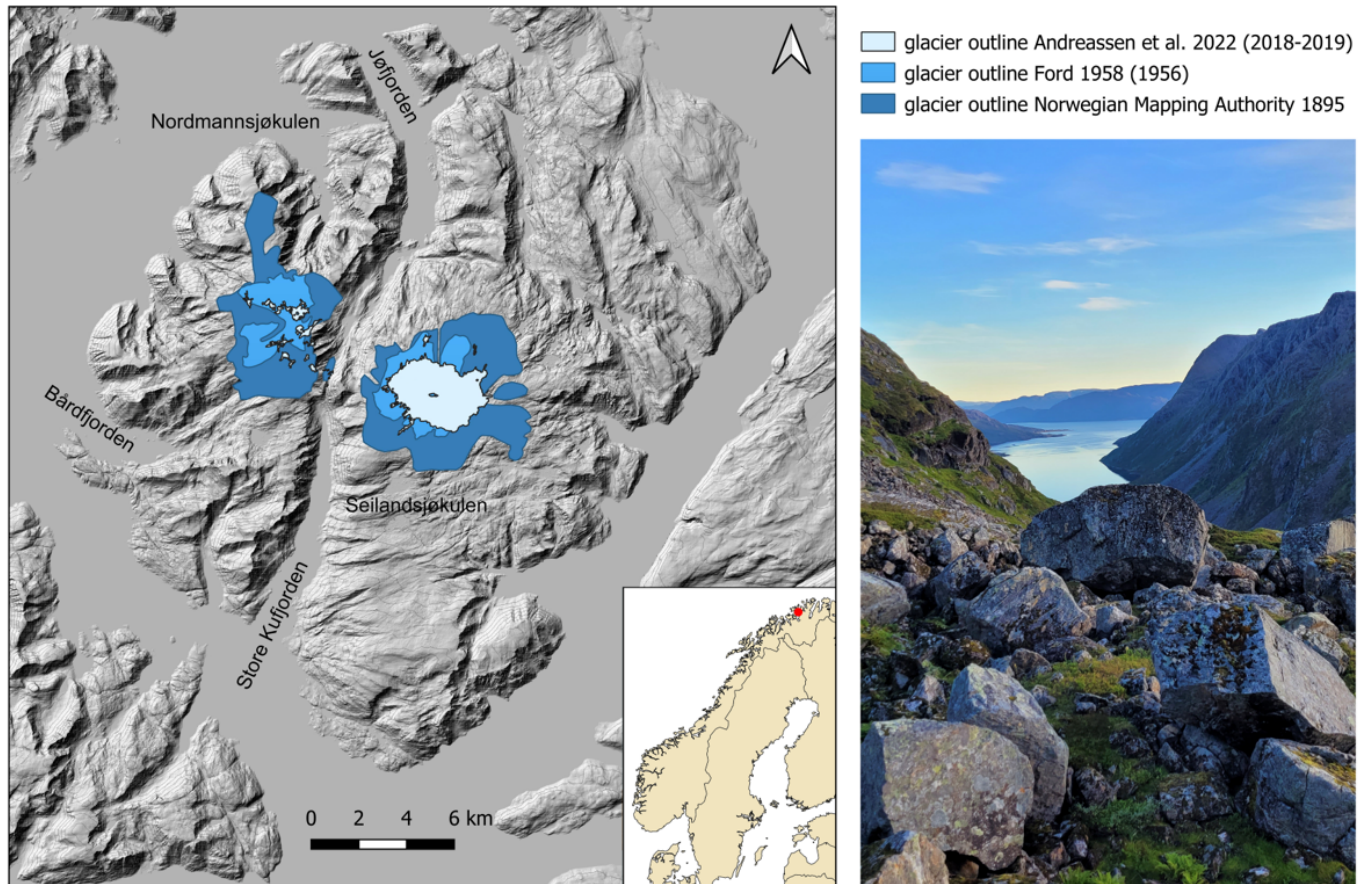 Jøfjorden
Nordmannsjøkulen
Bårdfjorden
Seilandsjøkulen
Store Kufjorden
0 2 4 6 km
glacier outline Andreassen et al. 2022 (2018-2019)
glacier outline Ford 1958 (1956)
glacier outline Norwegian Mapping Authority 1895